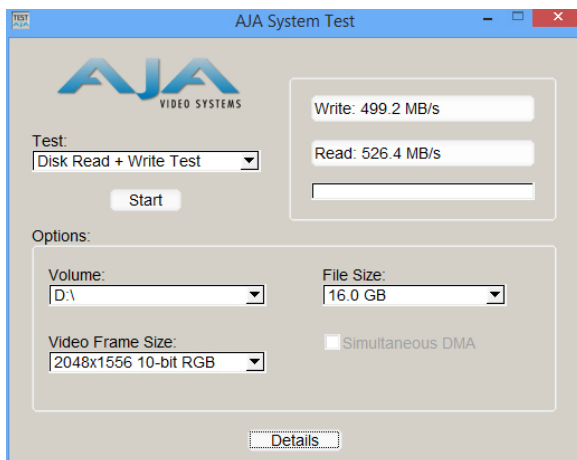 TEST
AJA
AJA System Test
AJA
VIDEO SYSTEMS
Write: 499.2 MB/s
Read: 526.4 MB/s
Test:
Disk Read + Write Test
Start
Options:
Volume:
D:\
File Size:
16.0 GB
Video Frame Size:
2048x1556 10-bit RGB
Simultaneous DMA
Details